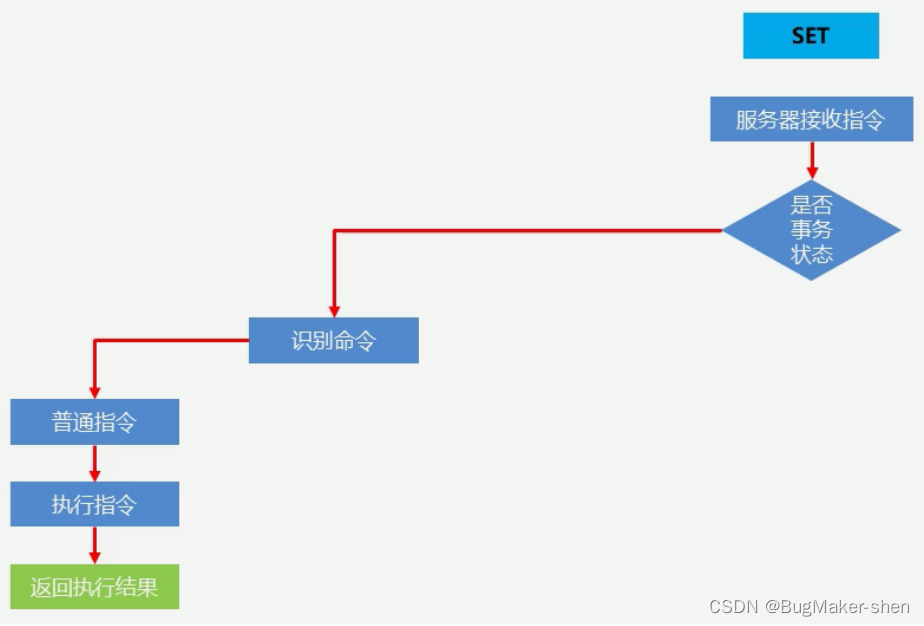 SET
服务器接收指令
是否
事务
状态
识别命令
普通指令
执行指令
返回执行结果
CSDN @BugMaker-shen